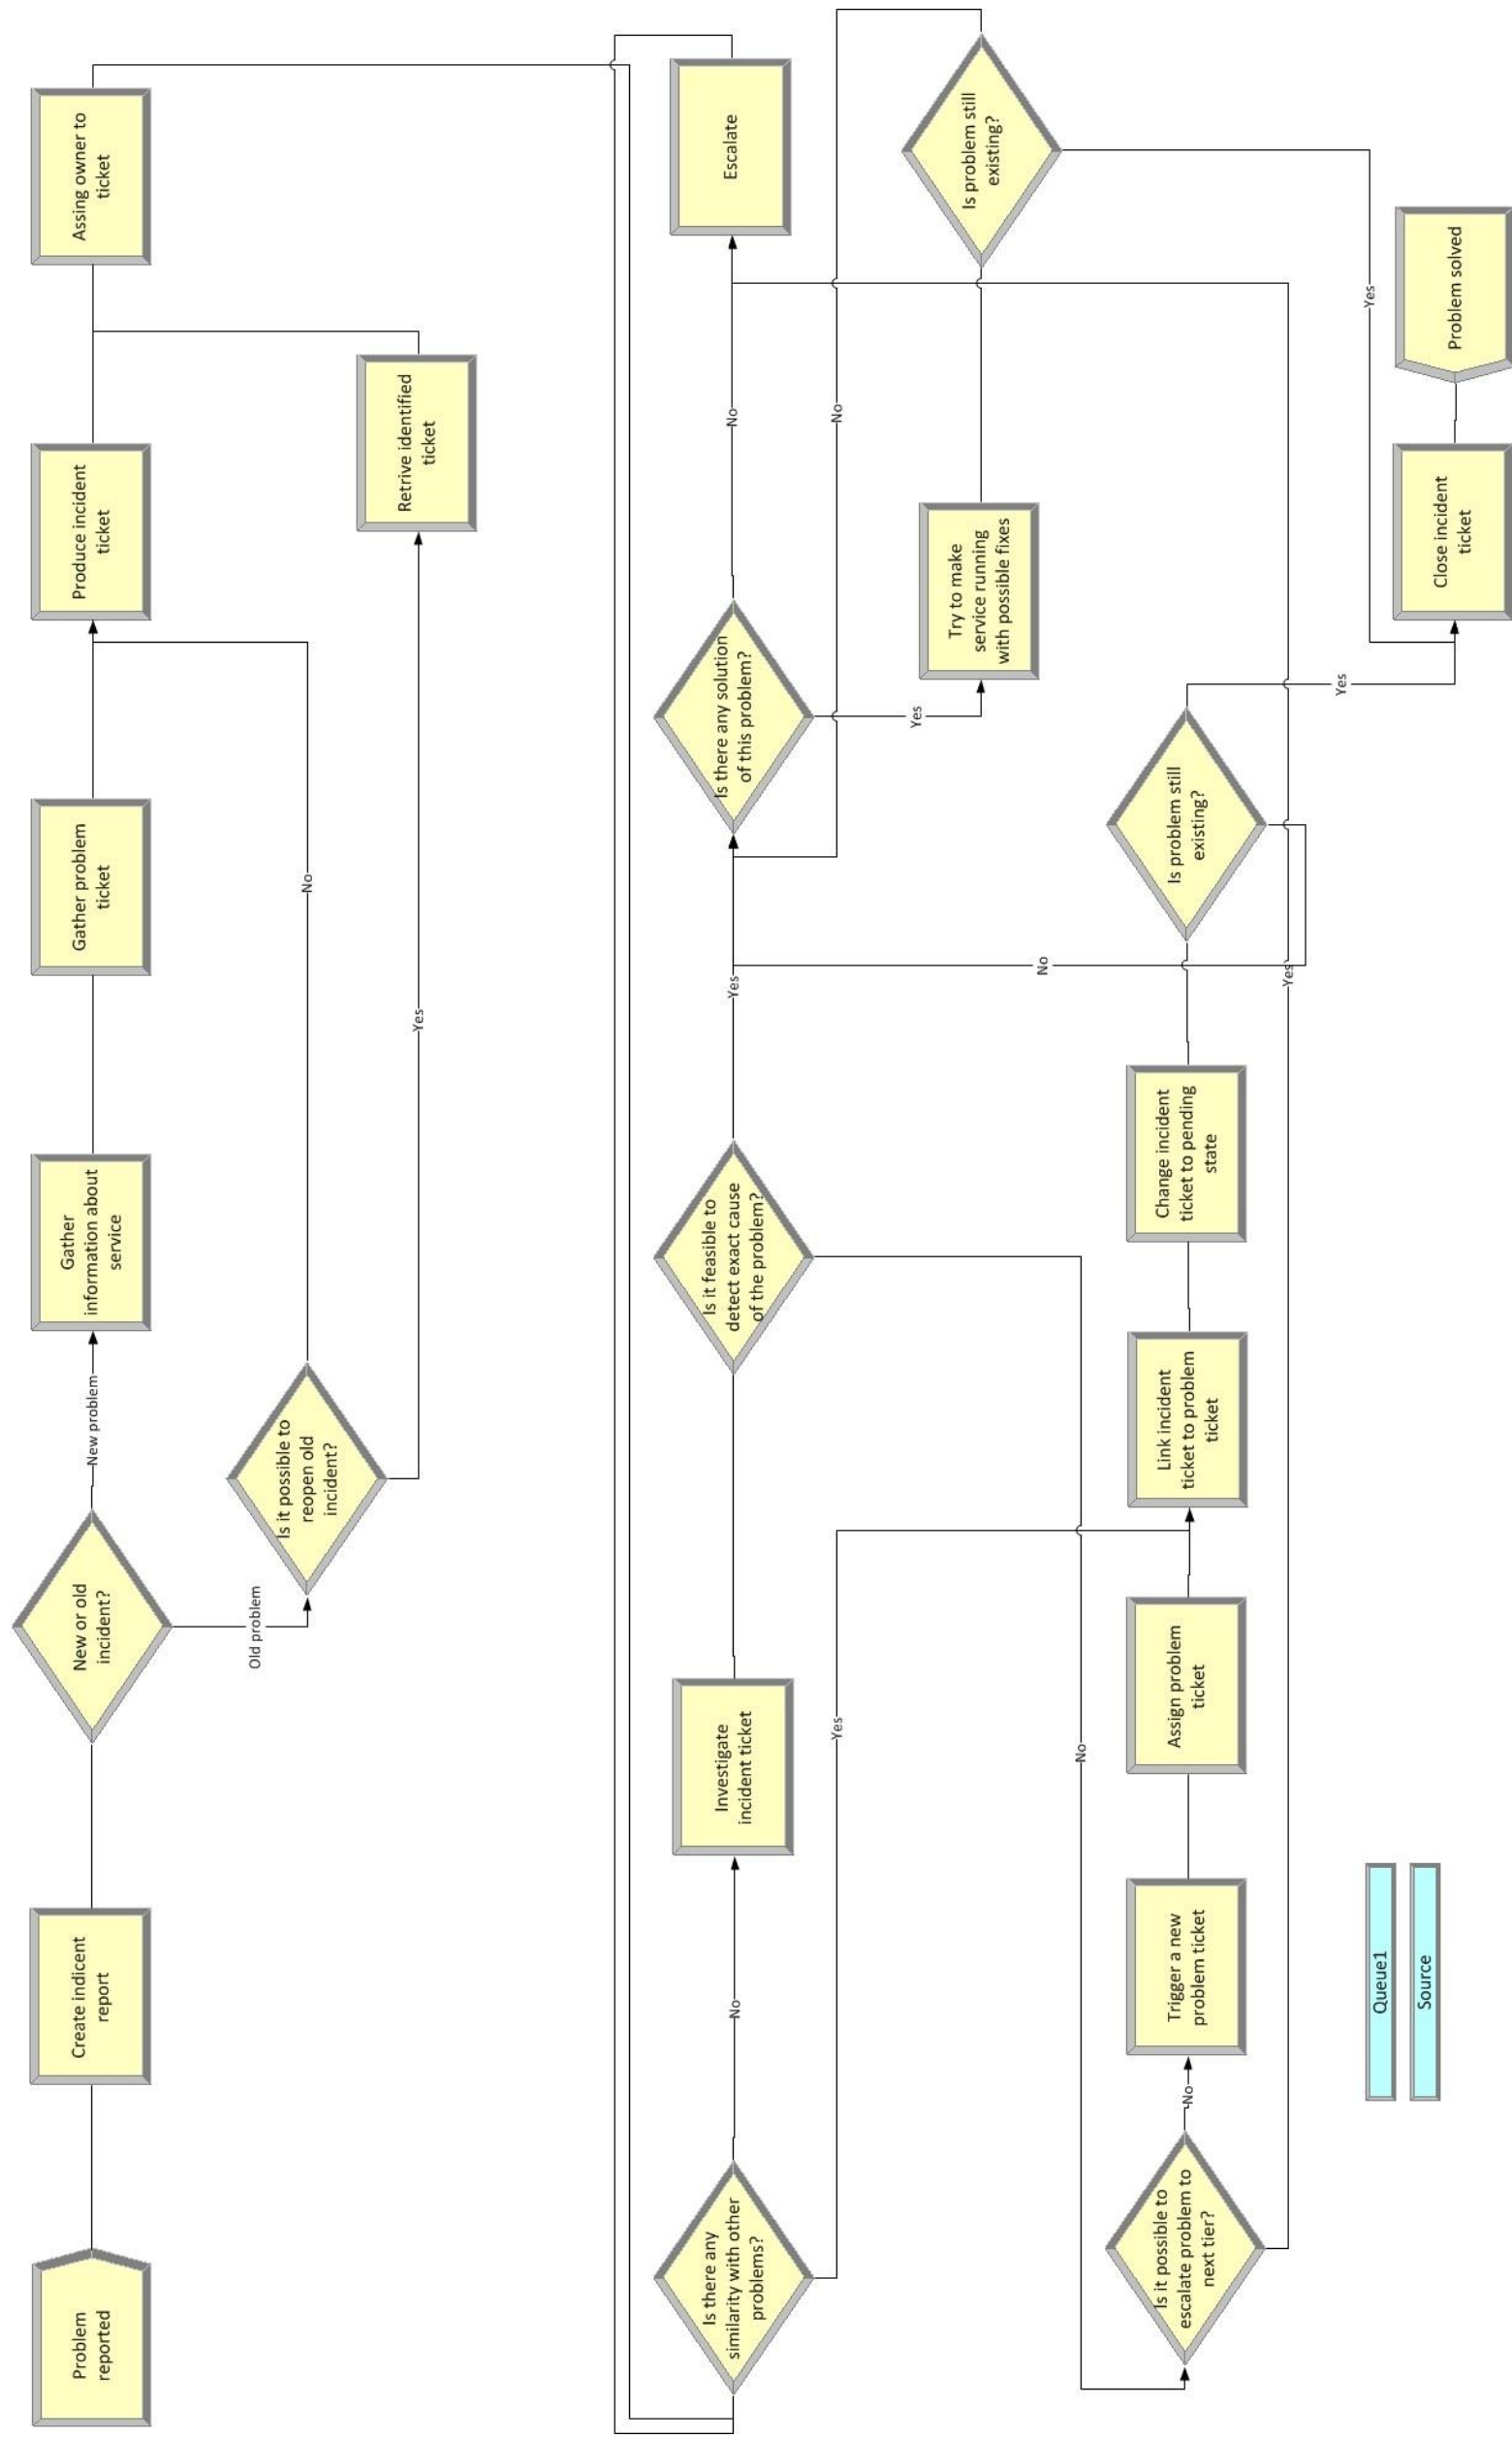 Problem
reported
Create indicent
report
New or old
incident?
New problem
Gather
information about
service
Gather problem
ticket
Produce incident
ticket
Assing owner to
ticket
Old problem
Is it possible to
reopen old
incident?
No
Yes
Retrive identified
ticket
Is there any
similarity with other
problems?
No
Investigate
incident ticket
Is it feasible to
detect exact cause
of the problem?
Yes
Is there any solution
of this problem?
No
Escalate
Yes
No
Yes
Try to make
service running
with possible fixes
Is problem still
existing?
No
No
Is it possible to
escalate problem to
next tier?
No
Trigger a new
problem ticket
Assign problem
ticket
Link incident
ticket to problem
ticket
Change incident
ticket to pending
state
Is problem still
existing?
Yes
Yes
Yes
Queue1
Source
Close incident
ticket
Problem solved